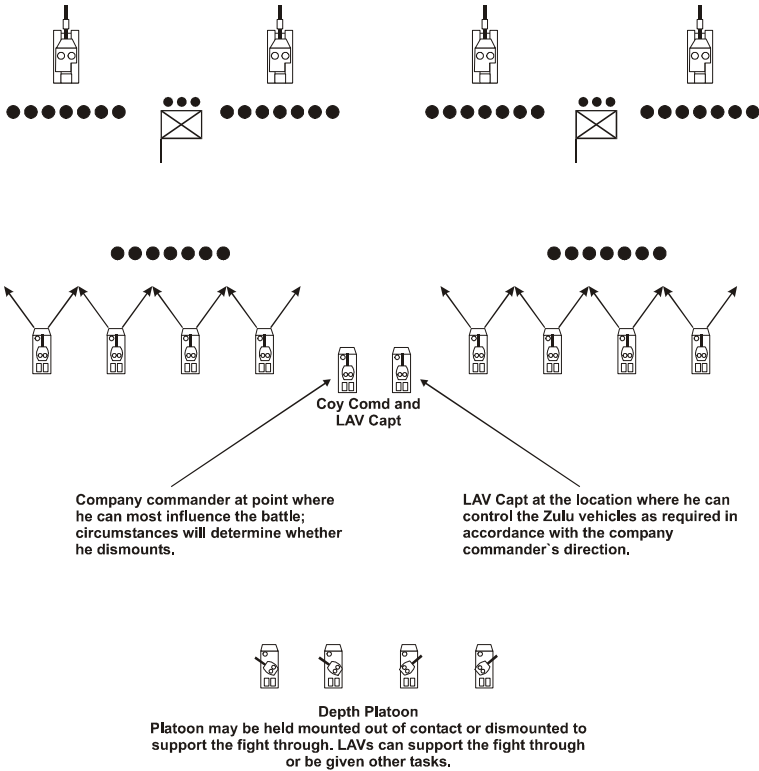 Coy Comd and
LAV Capt
Company commander at point where
he can most influence the battle;
circumstances will determine whether
he dismounts.
LAV Capt at the location where he can
control the Zulu vehicles as required in
accordance with the company
commander`s direction.
Depth Platoon
Platoon may be held mounted out of contact or dismounted to
support the fight through. LAVs can support the fight through
or be given other tasks.